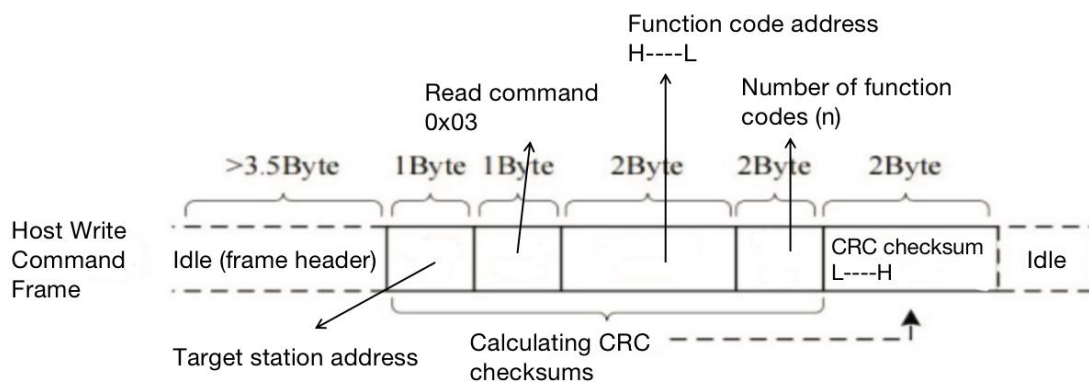 Function code address
H----L
Read command
0x03
Number of function
codes (n)
>3.5Byte
1Byte
1Byte
2Byte
2Byte
2Byte
Host Write
Command
Frame
Idle (frame header)
CRC checksum
L----H
Idle
Target station address
Calculating CRC
checksums